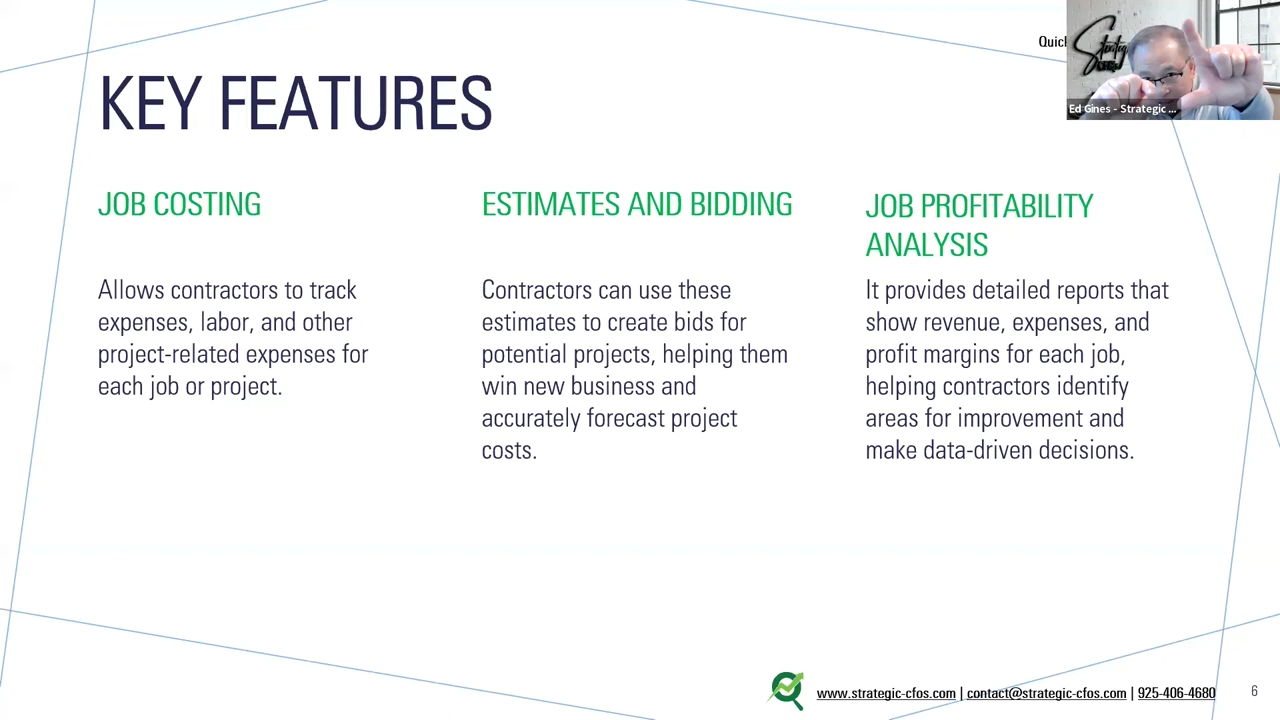 Quick
Strategic
CFOs
Ed Gines - Strategic ...
KEY FEATURES
JOB COSTING
Allows contractors to track
expenses, labor, and other
project-related expenses for
each job or project.
ESTIMATES AND BIDDING
Contractors can use these
estimates to create bids for
potential projects, helping them
win new business and
accurately forecast project
costs.
JOB PROFITABILITY
ANALYSIS
It provides detailed reports that
show revenue, expenses, and
profit margins for each job,
helping contractors identify
areas for improvement and
make data-driven decisions.
www.strategic-cfos.com | contact@strategic-cfos.com | 925-406-4680
6